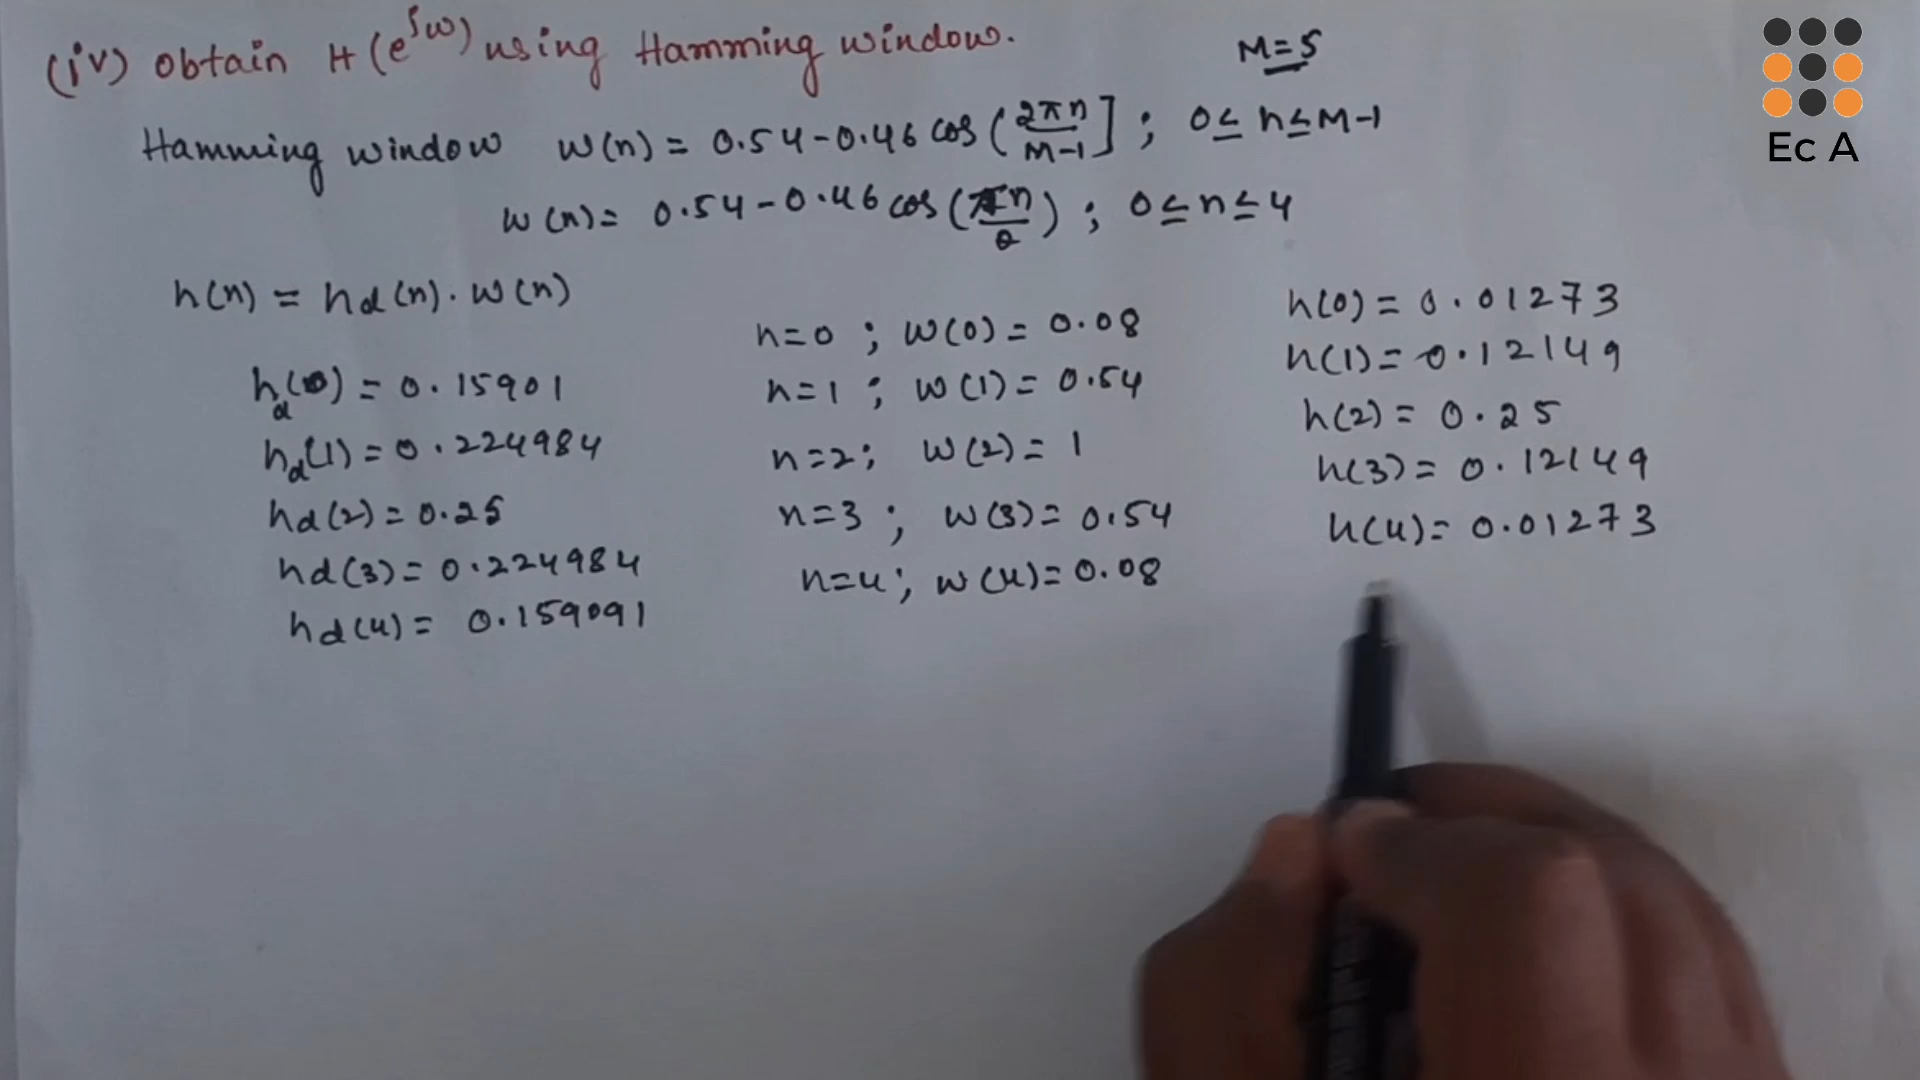 (iv) Obtain H(e^jω) using Hamming window.
M=5
Ec A
Hamming window w(n) = 0.54-0.46 cos(2πn/M-1] ; 0≤n≤M-1
w(n) = 0.54-0.46 cos(πn/2) ; 0≤n≤4
h(n) = hd(n). w(n)
hd(0) = 0.15901
hd(1) = 0.224984
hd(2) = 0.25
hd(3) = 0.224984
hd(4) = 0.159091
n=0 ; w(0) = 0.08
n=1 ; w(1) = 0.54
n=2; w(2) = 1
n=3 ; w(3) = 0.54
n=4; w(4) = 0.08
h(0) = 0.01273
h(1) = 0.12149
h(2) = 0.25
h(3) = 0.12149
h(4) = 0.01273